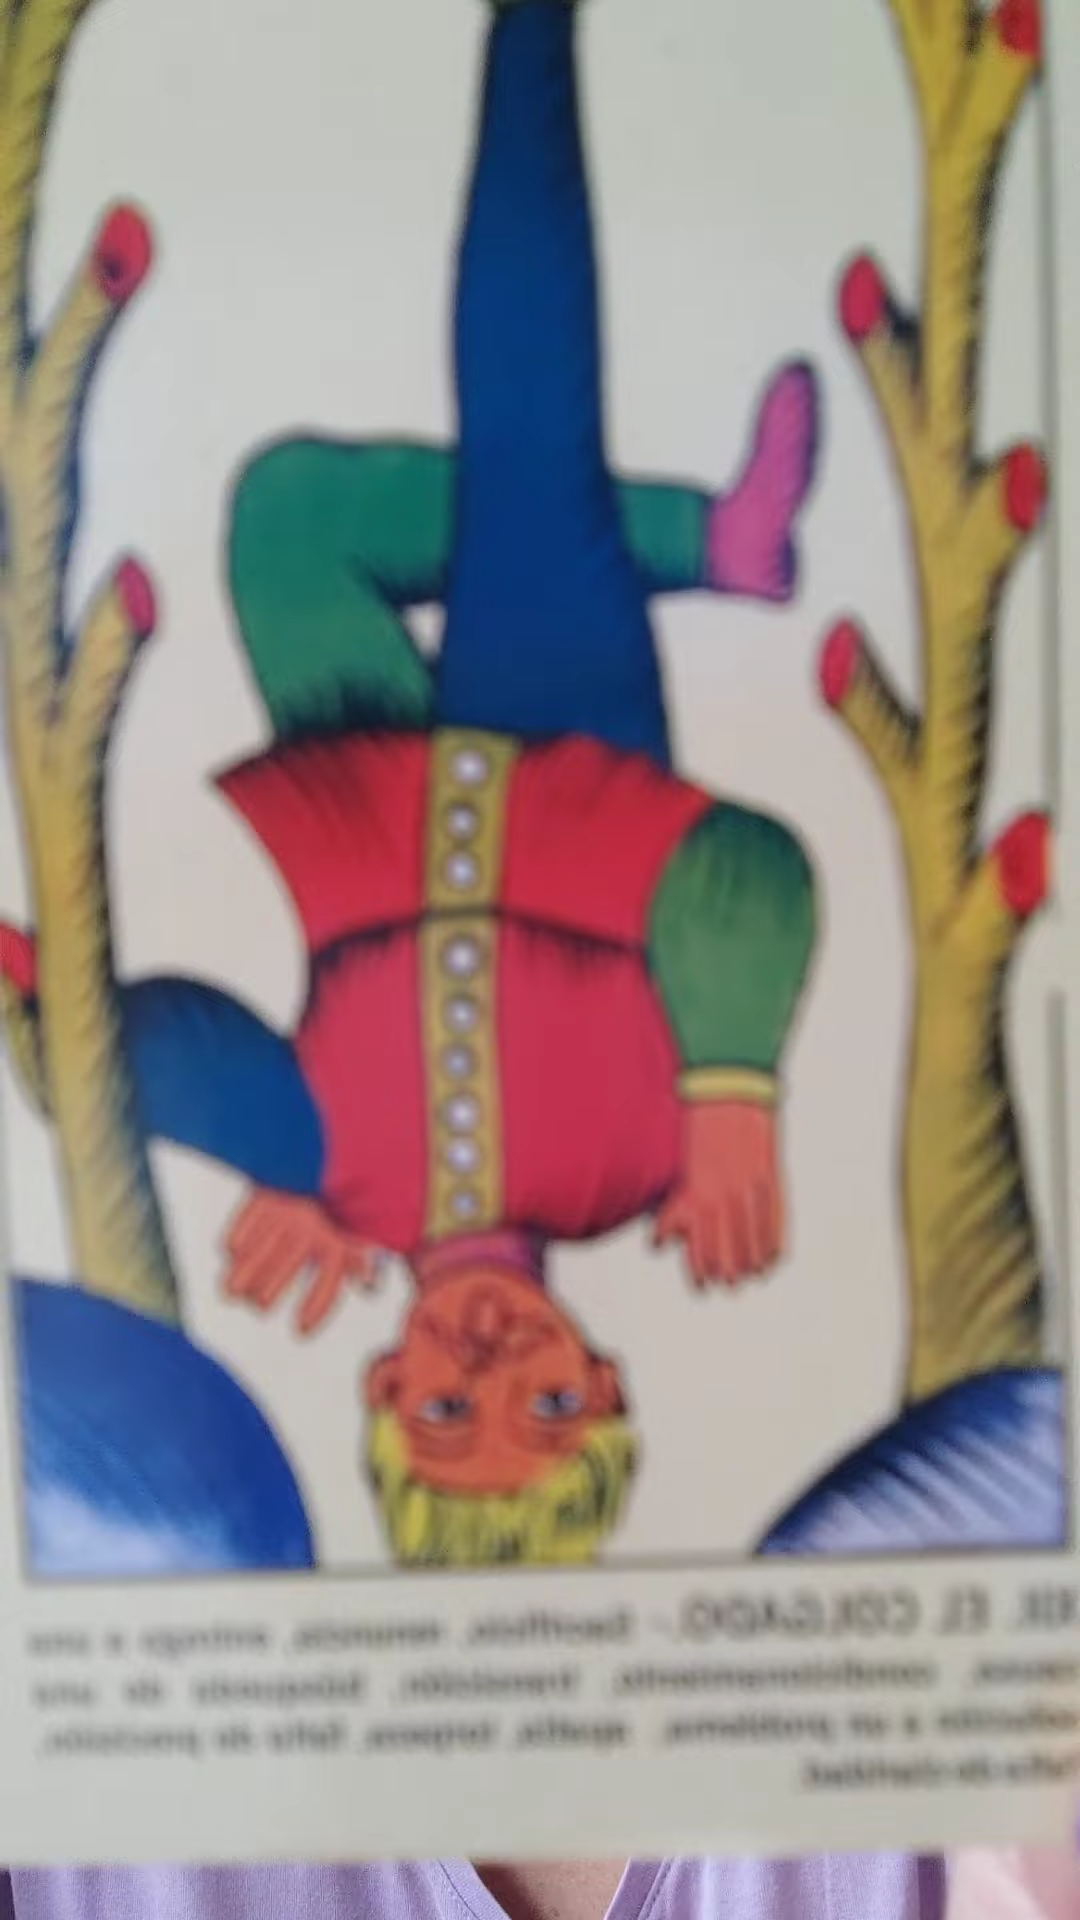 XII. EL COLGADO.- Sacrificio, renuncia, entrega a una
causa, condicionamiento, transición, búsqueda de una
solución a un problema, apatía, torpeza, falta de precisión,
falta de claridad.